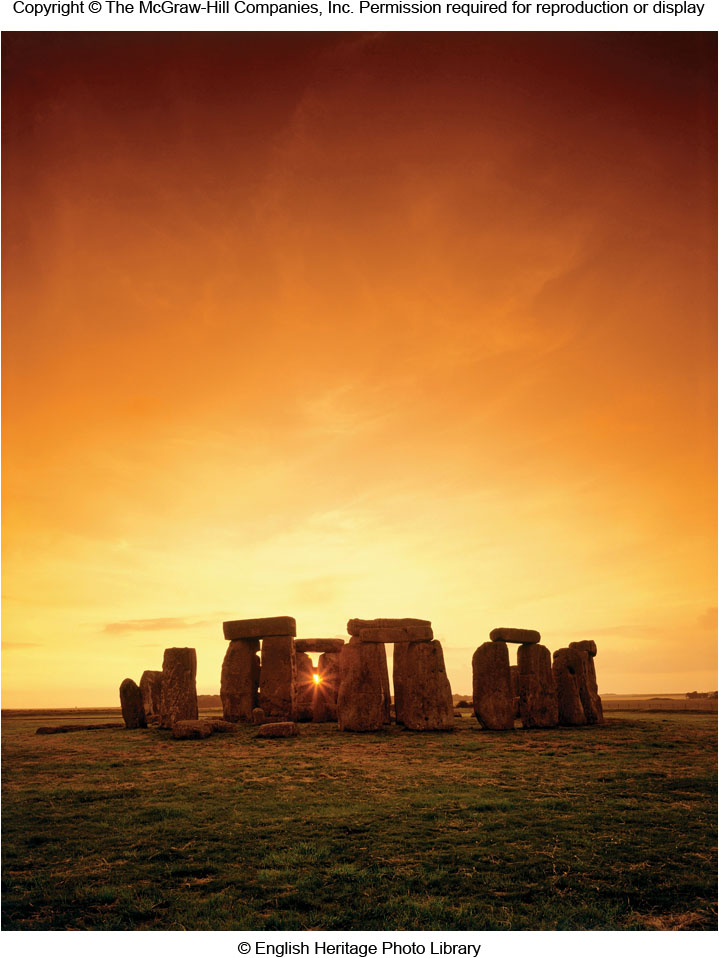 Copyright © The McGraw-Hill Companies, Inc. Permission required for reproduction or display
© English Heritage Photo Library